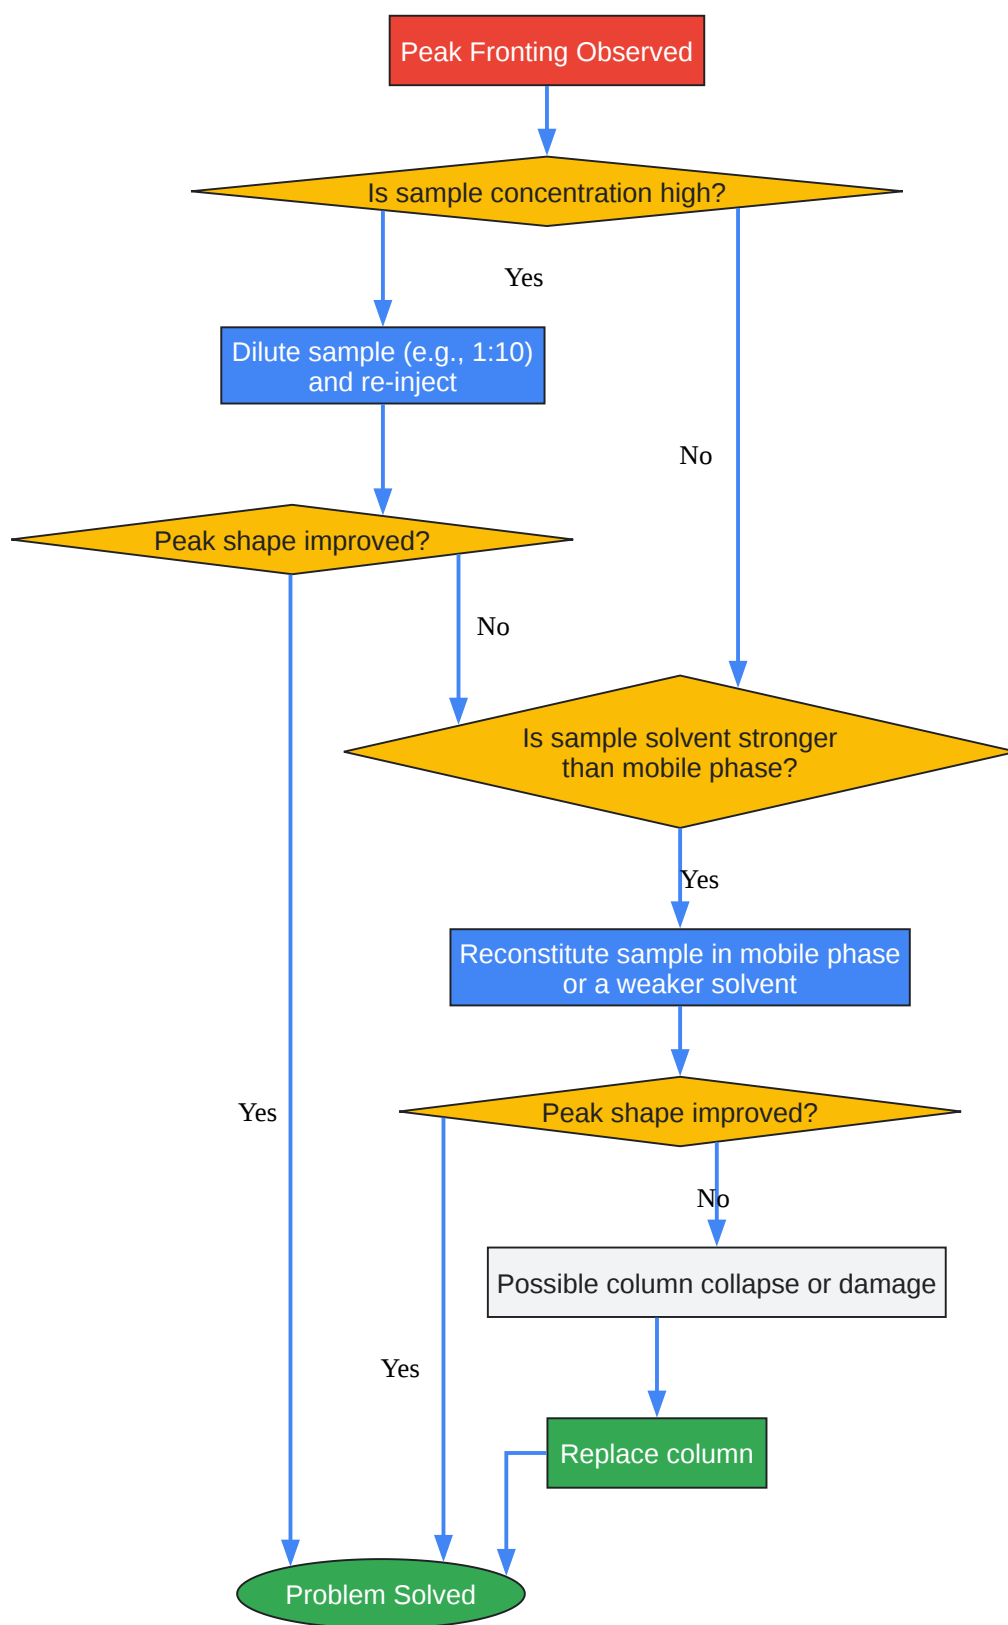 Peak Fronting Observed
Is sample concentration high?
Yes
Dilute sample (e.g., 1:10)
and re-inject
No
Peak shape improved?
No
Is sample solvent stronger
than mobile phase?
Yes
Reconstitute sample in mobile phase
or a weaker solvent
Yes
Peak shape improved?
No
Possible column collapse or damage
Yes
Replace column
Problem Solved